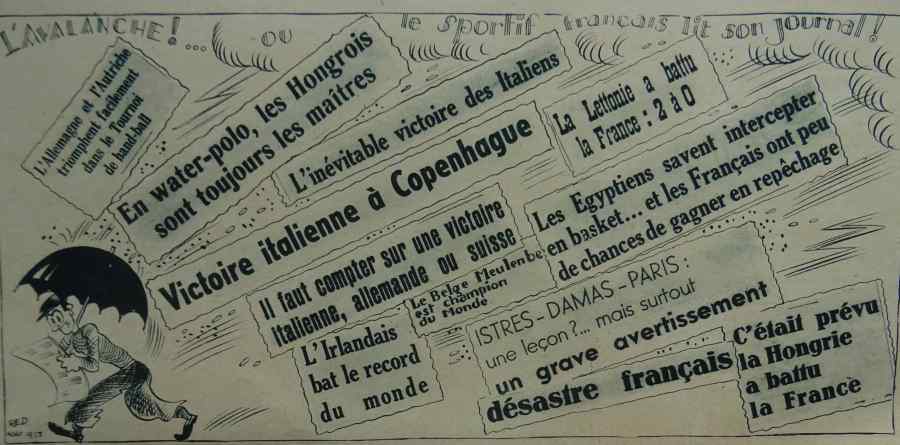 L'AVALANCHE!... ou le sportif français lit son journal!
L'Allemagne et l'Autriche
triomphent facilement
dans le Tournoi
de hand-ball
En water-polo, les Hongrois
sont toujours les maîtres
L'inévitable victoire des Italiens
La Lettonie a battu
la France : 2 à 0
Victoire italienne à Copenhague
Les Egyptiens savent intercepter
en basket... et les Français ont peu
de chances de gagner en repêchage
Il faut compter sur une victoire
italienne, allemande ou suisse
Le Belge Meulenbe
est champion
du Monde
ISTRES-DAMAS-PARIS :
une leçon?... mais surtout
un grave avertissement
L'Irlandais
bat le record
du monde
désastre français
C'était prévu
la Hongrie
a battu
la France
RED